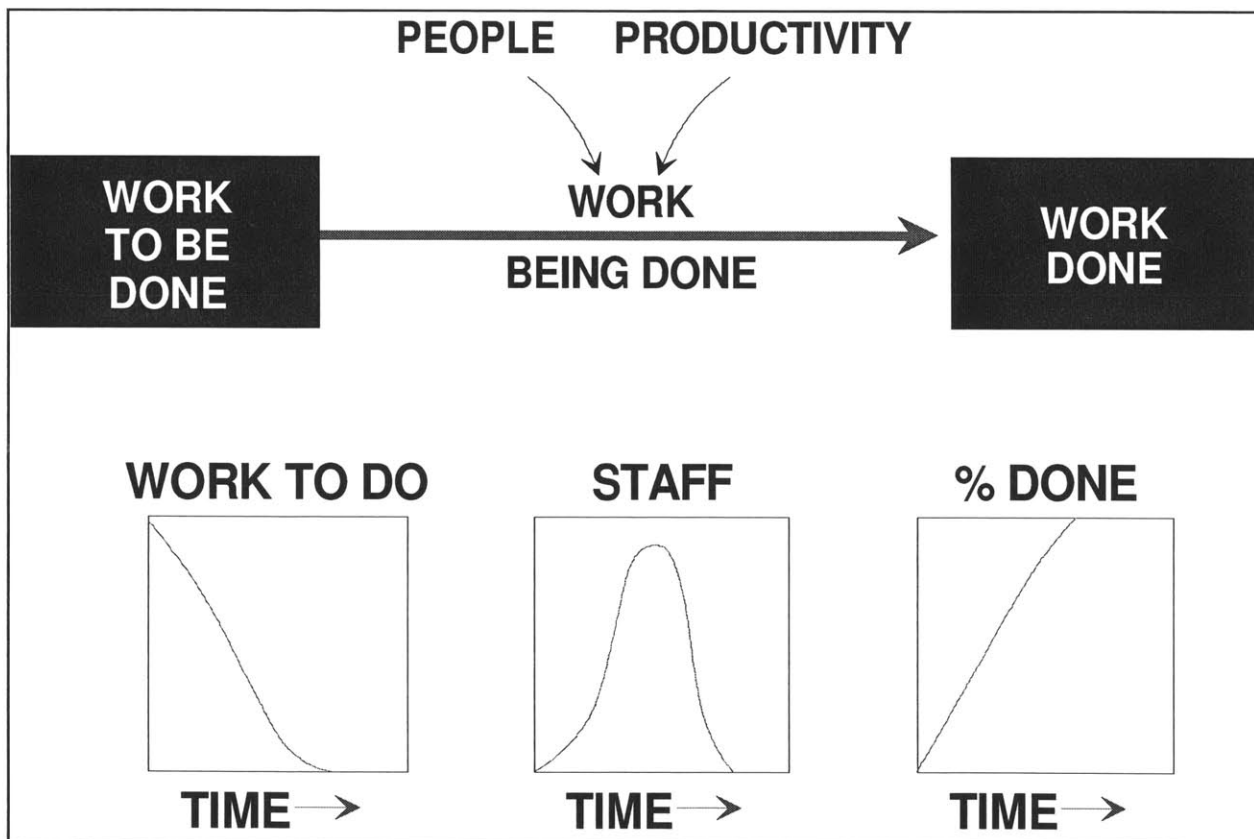 PEOPLE PRODUCTIVITY
WORK
TO BE
DONE
WORK
BEING DONE
WORK
DONE
WORK TO DO
STAFF
% DONE
TIME
TIME
TIME